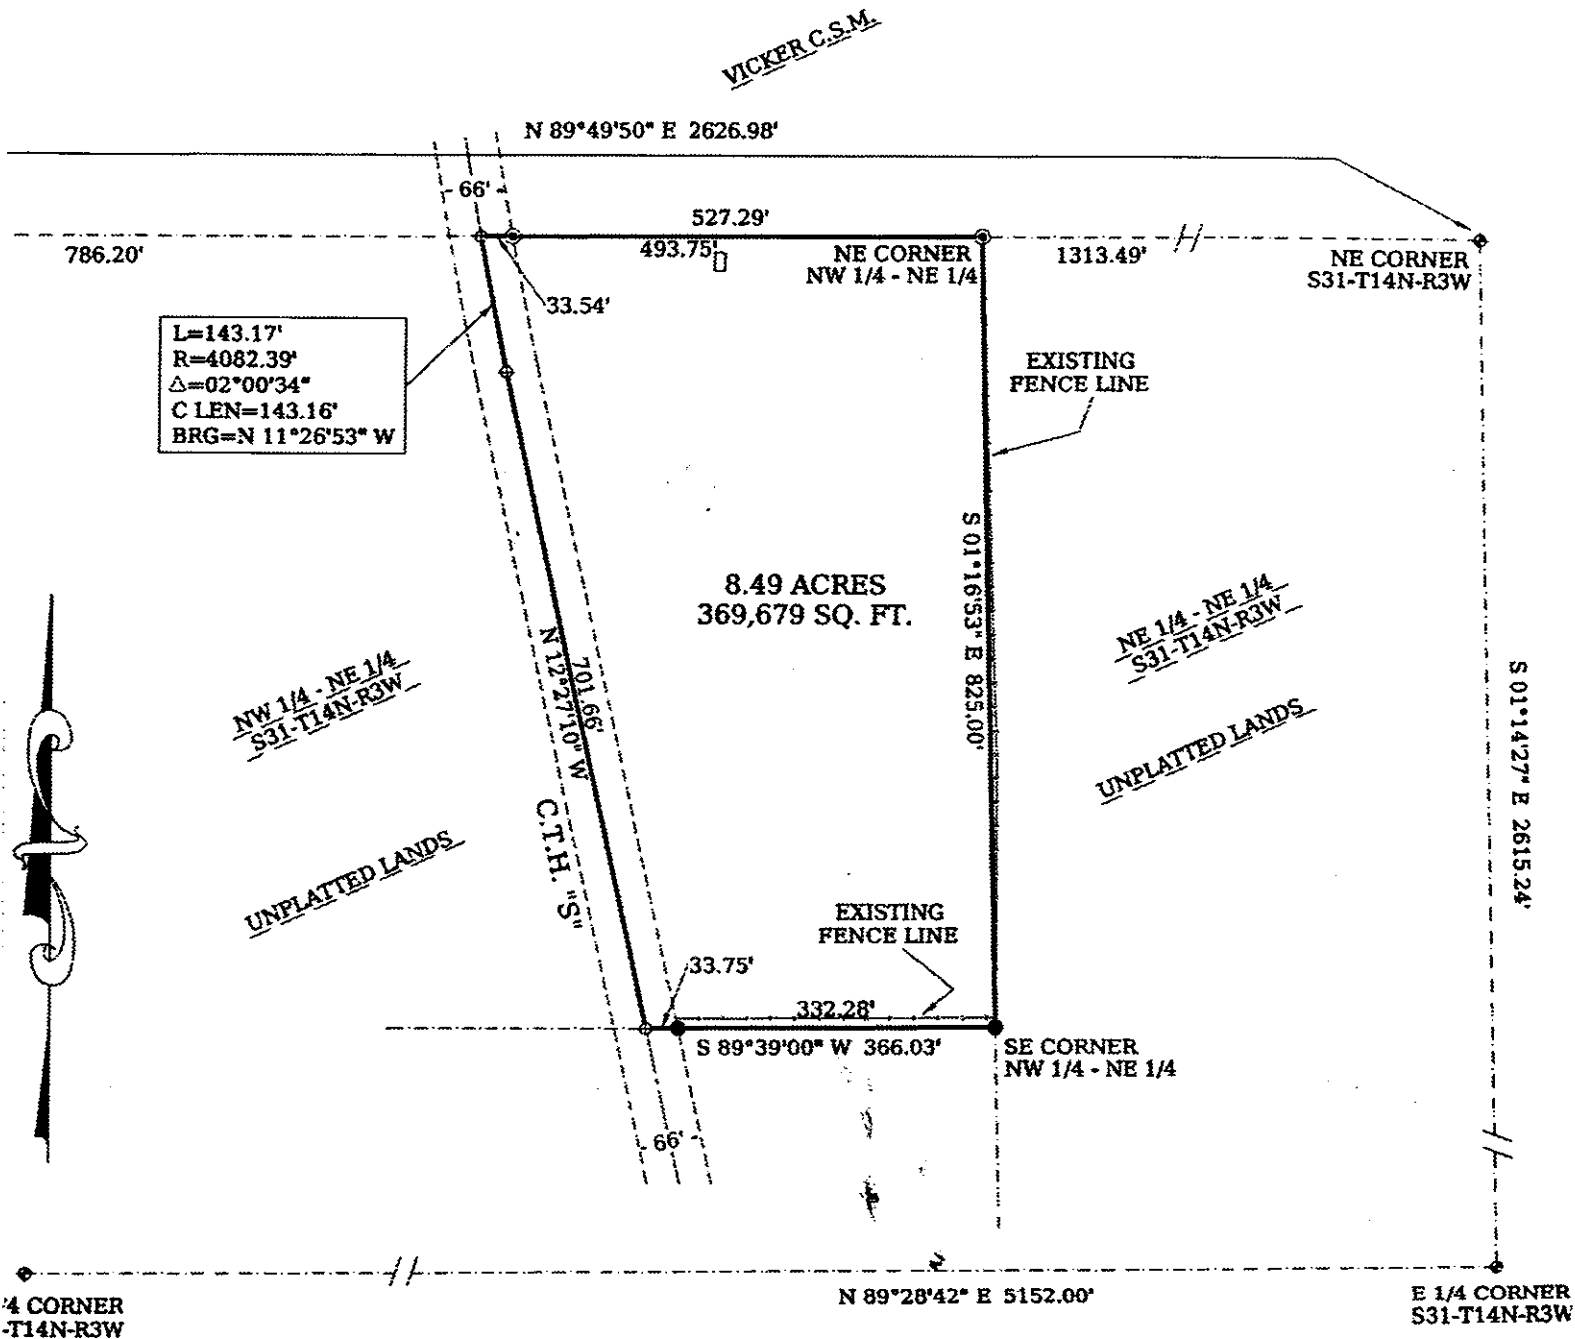 VICKER C.S.M.
N 89°49'50" E 2626.98'
66'
527.29'
786.20'
493.75'
NE CORNER
NW 1/4 - NE 1/4
1313.49'
NE CORNER
S31-T14N-R3W
33.54'
L=143.17'
R=4082.39'
△=02°00'34"
C LEN=143.16'
BRG=N 11°26'53" W
EXISTING
FENCE LINE
S 01°16'53" E 825.00'
8.49 ACRES
369,679 SQ. FT.
NE 1/4 - NE 1/4
S31-T14N-R3W
NW 1/4 - NE 1/4
S31-T14N-R3W
701.66'
N 12°27'10" W
S 01°14'27" E 2615.24'
UNPLATTED LANDS
C.T.H. "S"
UNPLATTED LANDS
EXISTING
FENCE LINE
33.75'
332.28'
S 89°39'00" W 366.03'
SE CORNER
NW 1/4 - NE 1/4
66'
N 89°28'42" E 5152.00'
'4 CORNER
-T14N-R3W
E 1/4 CORNER
S31-T14N-R3W